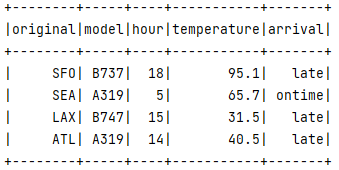 +--------+-----+----+-----------+-------+
|original|model|hour|temperature|arrival|
+--------+-----+----+-----------+-------+
|     SFO| B737|  18|       95.1|   late|
|     SEA| A319|   5|       65.7| ontime|
|     LAX| B747|  15|       31.5|   late|
|     ATL| A319|  14|       40.5|   late|
+--------+-----+----+-----------+-------+